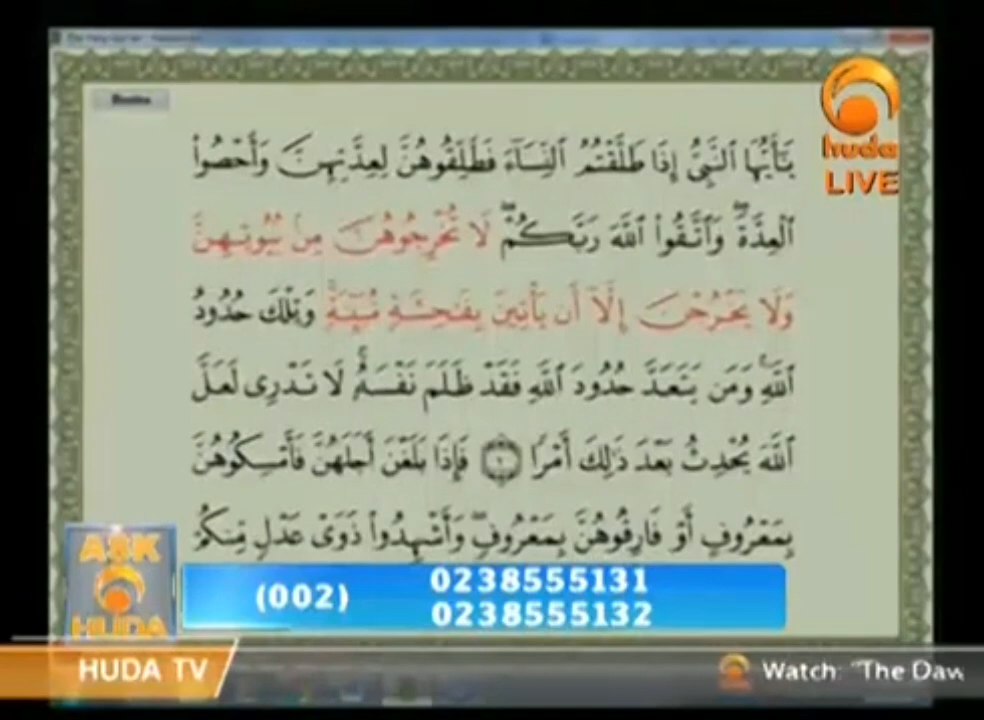 huda
LIVE
يَٰٓأَيُّهَا ٱلنَّبِىُّ إِذَا طَلَّقْتُمُ ٱلنِّسَآءَ فَطَلِّقُوهُنَّ لِعِدَّتِهِنَّ وَأَحْصُوا۟
ٱلْعِدَّةَ ۖ وَٱتَّقُوا۟ ٱللَّهَ رَبَّكُمْ ۖ لَا تُخْرِجُوهُنَّ مِنۢ بُيُوتِهِنَّ
وَلَا يَخْرُجْنَ إِلَّآ أَن يَأْتِينَ بِفَٰحِشَةٍ مُّبَيِّنَةٍ ۚ وَتِلْكَ حُدُودُ
ٱللَّهِ ۚ وَمَن يَتَعَدَّ حُدُودَ ٱللَّهِ فَقَدْ ظَلَمَ نَفْسَهُۥ ۚ لَا تَدْرِى لَعَلَّ
ٱللَّهَ يُحْدِثُ بَعْدَ ذَٰلِكَ أَمْرًا ١ فَإِذَا بَلَغْنَ أَجَلَهُنَّ فَأَمْسِكُوهُنَّ
بِمَعْرُوفٍ أَوْ فَارِقُوهُنَّ بِمَعْرُوفٍ وَأَشْهِدُوا۟ ذَوَىْ عَدْلٍ مِّنكُمْ
ASK
HUDA
(002) 0238555131
0238555132
HUDA TV
Watch: "The Daw